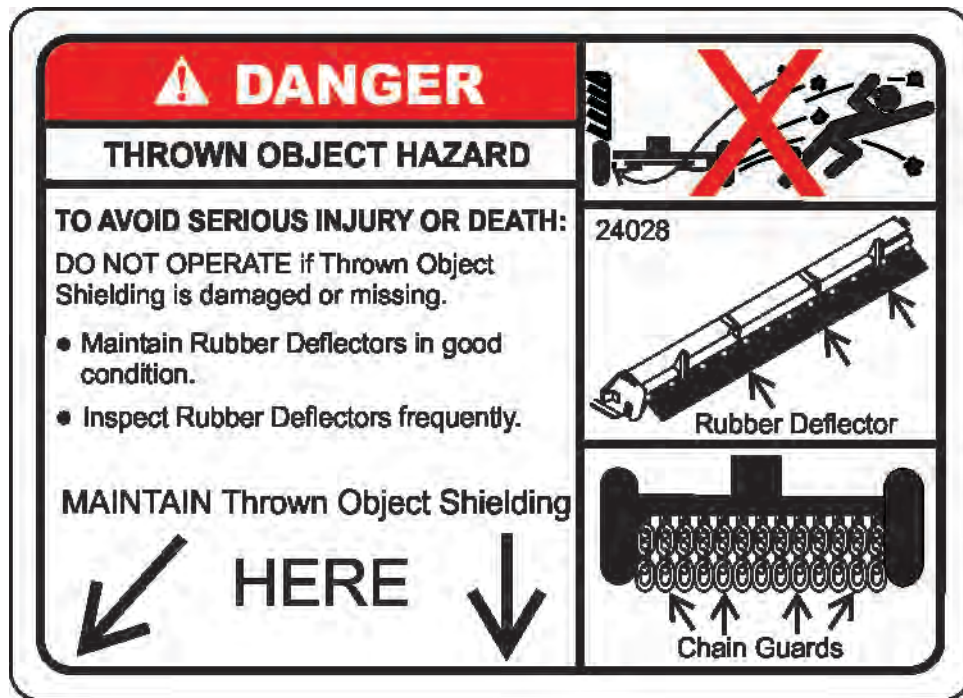 DANGER
THROWN OBJECT HAZARD
TO AVOID SERIOUS INJURY OR DEATH:
DO NOT OPERATE if Thrown Object
Shielding is damaged or missing.
• Maintain Rubber Deflectors in good
condition.
• Inspect Rubber Deflectors frequently.
MAINTAIN Thrown Object Shielding
HERE
24028
Rubber Deflector
Chain Guards